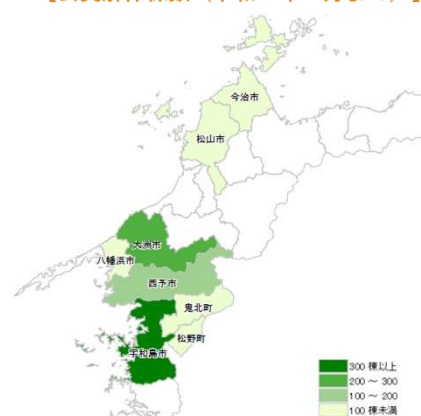 今治市
松山市
大洲市
八幡浜市
西予市
鬼北町
松野町
宇和島市
300 棟以上
200 ～ 300
100 ～ 200
100 棟未満